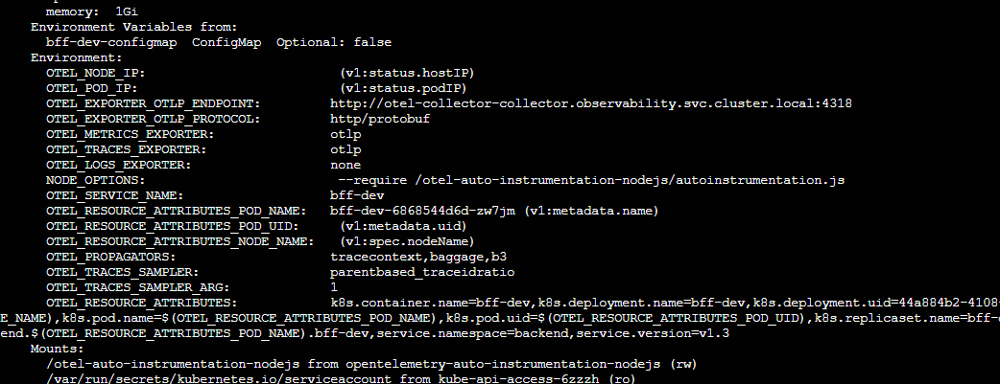 memory:  1Gi
Environment Variables from:
bff-dev-configmap  ConfigMap  Optional: false
Environment:
OTEL_NODE_IP:  (v1:status.hostIP)
OTEL_POD_IP:  (v1:status.podIP)
OTEL_EXPORTER_OTLP_ENDPOINT:  http://otel-collector-collector.observability.svc.cluster.local:4318
OTEL_EXPORTER_OTLP_PROTOCOL:  http/protobuf
OTEL_METRICS_EXPORTER:  otlp
OTEL_TRACES_EXPORTER:  otlp
OTEL_LOGS_EXPORTER:  none
NODE_OPTIONS:  --require /otel-auto-instrumentation-nodejs/autoinstrumentation.js
OTEL_SERVICE_NAME:  bff-dev
OTEL_RESOURCE_ATTRIBUTES_POD_NAME:  bff-dev-6868544d6d-zw7jm (v1:metadata.name)
OTEL_RESOURCE_ATTRIBUTES_POD_UID:  (v1:metadata.uid)
OTEL_RESOURCE_ATTRIBUTES_NODE_NAME:  (v1:spec.nodeName)
OTEL_PROPAGATORS:  tracecontext,baggage,b3
OTEL_TRACES_SAMPLER:  parentbased_traceidratio
OTEL_TRACES_SAMPLER_ARG:  1
OTEL_RESOURCE_ATTRIBUTES:  k8s.container.name=bff-dev,k8s.deployment.name=bff-dev,k8s.deployment.uid=44a884b2-4108-
E_NAME),k8s.pod.name=$(OTEL_RESOURCE_ATTRIBUTES_POD_NAME),k8s.pod.uid=$(OTEL_RESOURCE_ATTRIBUTES_POD_UID),k8s.replicaset.name=bff-
end.$(OTEL_RESOURCE_ATTRIBUTES_POD_NAME).bff-dev,service.namespace=backend,service.version=v1.3
Mounts:
/otel-auto-instrumentation-nodejs from opentelemetry-auto-instrumentation-nodejs (rw)
/var/run/secrets/kubernetes.io/serviceaccount from kube-api-access-6zzzh (ro)